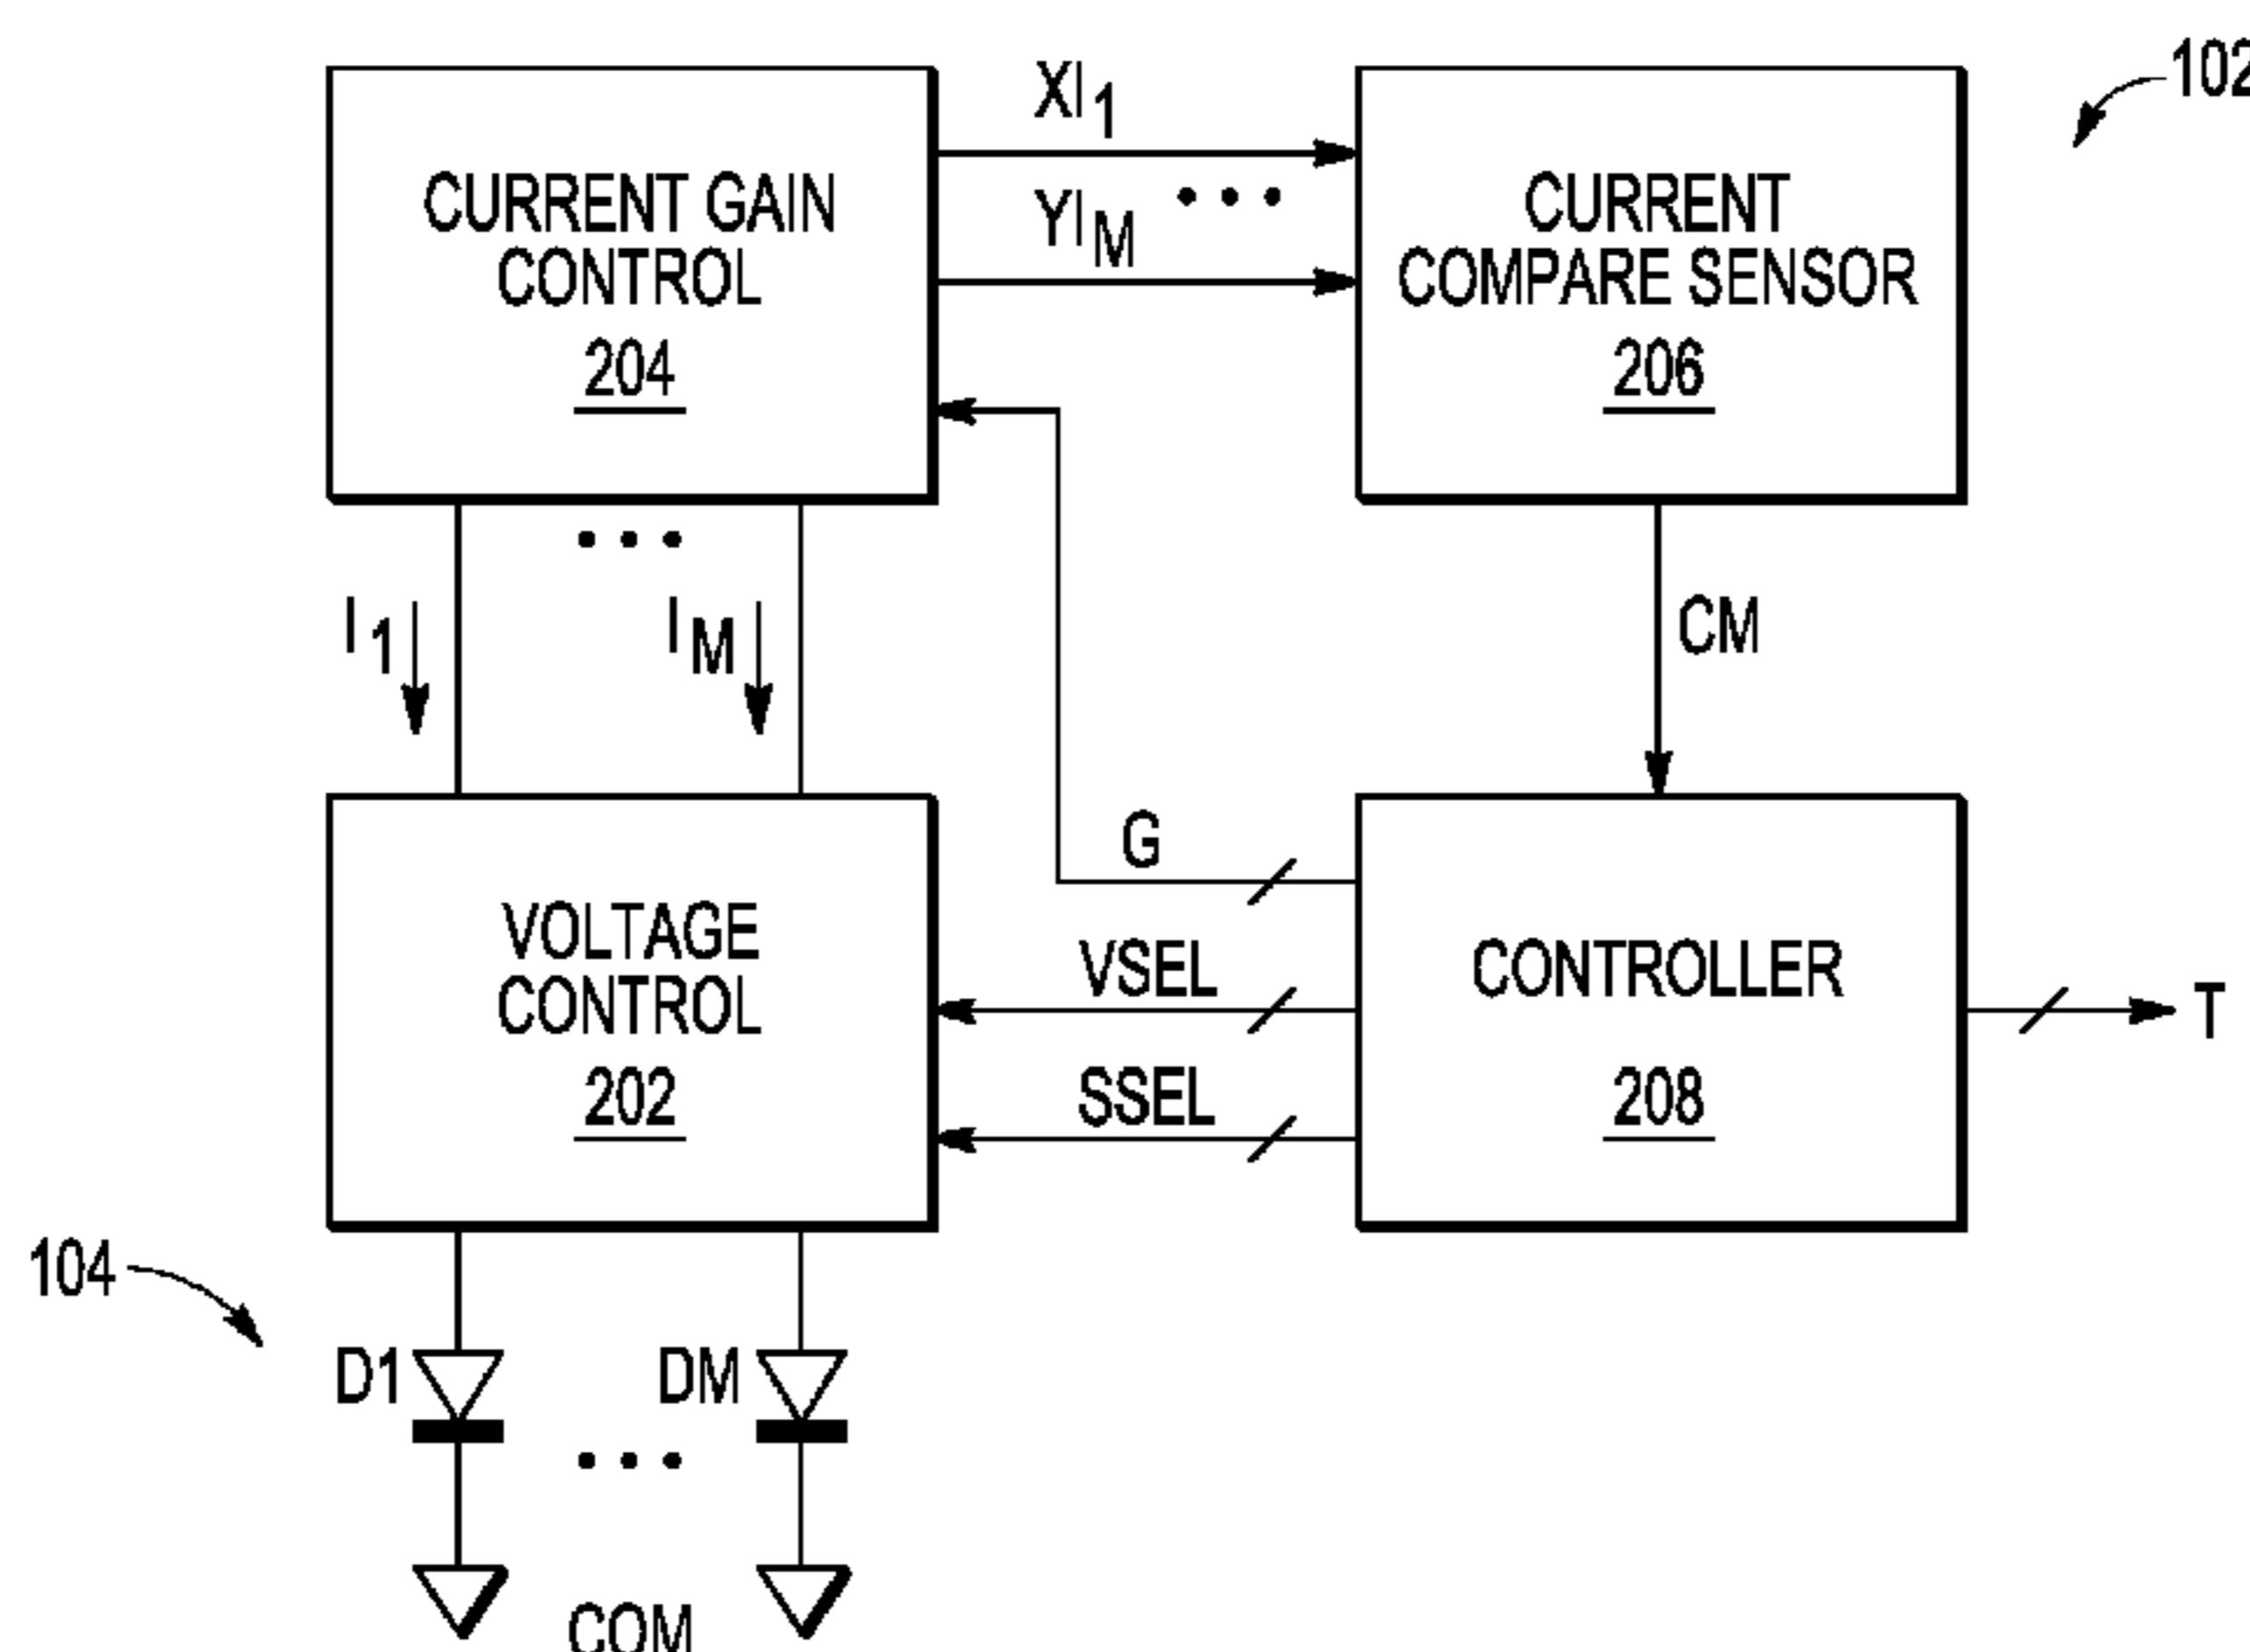 102
XI1
YIM
CURRENT GAIN
CONTROL
204
CURRENT
COMPARE SENSOR
206
I1
IM
CM
G
VOLTAGE
CONTROL
202
VSEL
SSEL
CONTROLLER
208
T
104
D1
DM
COM